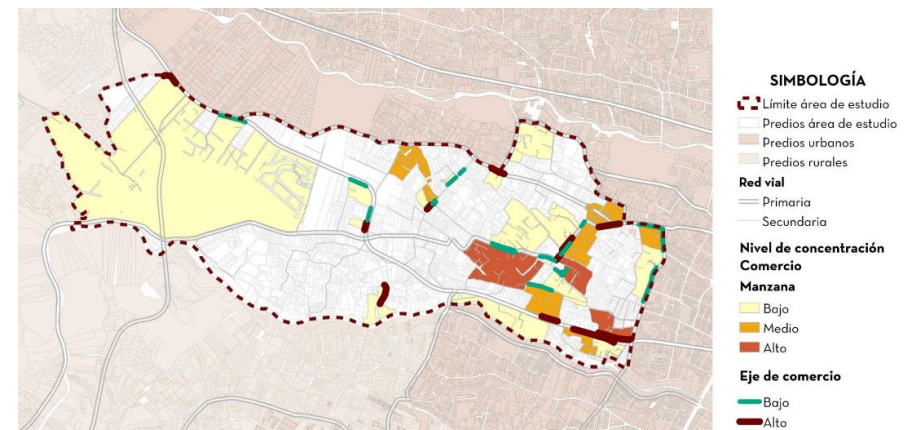 SIMBOLOGÍA
Límite área de estudio
Predios área de estudio
Predios urbanos
Predios rurales
Red vial
Primaria
Secundaria
Nivel de concentración
Comercio
Manzana
Bajo
Medio
Alto
Eje de comercio
Bajo
Alto